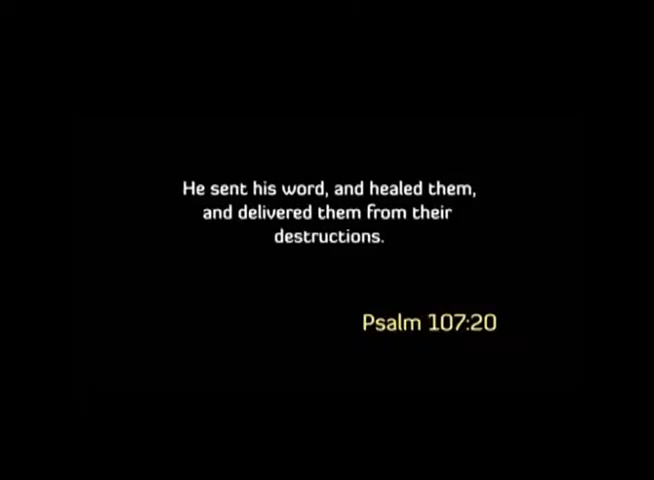 He sent his word, and healed them,
and delivered them from their
destructions.
Psalm 107:20